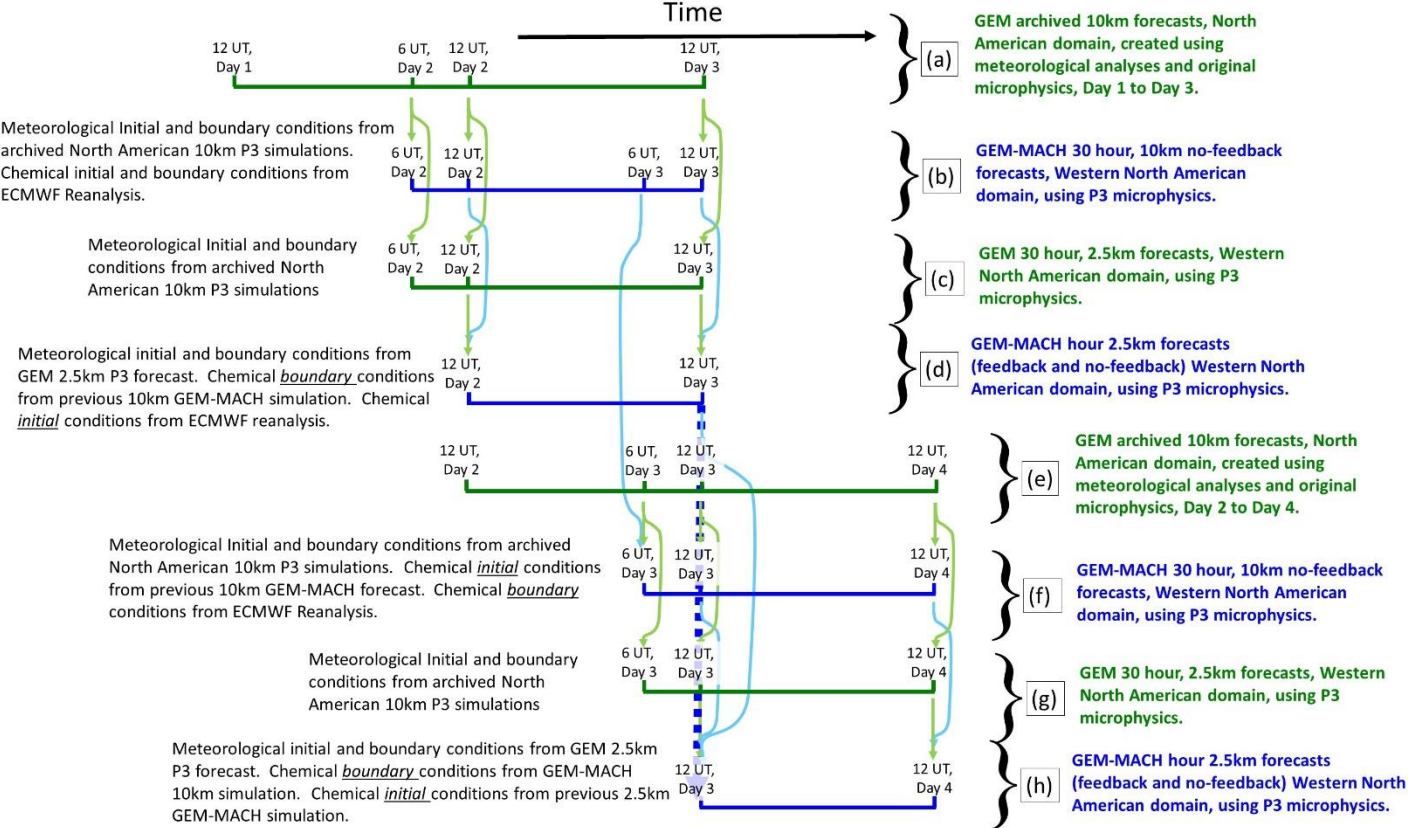 Time
12 UT,
Day 1
6 UT,
Day 2
12 UT,
Day 2
12 UT,
Day 3
(a)
GEM archived 10km forecasts, North
American domain, created using
meteorological analyses and original
microphysics, Day 1 to Day 3.
Meteorological Initial and boundary conditions from
archived North American 10km P3 simulations.
Chemical initial and boundary conditions from
ECMWF Reanalysis.
6 UT,
Day 2
12 UT,
Day 2
6 UT,
Day 3
12 UT,
Day 3
(b)
GEM-MACH 30 hour, 10km no-feedback
forecasts, Western North American
domain, using P3 microphysics.
Meteorological Initial and boundary
conditions from archived North
American 10km P3 simulations
6 UT,
Day 2
12 UT,
Day 2
12 UT,
Day 3
(c)
GEM 30 hour, 2.5km forecasts, Western
North American domain, using P3
microphysics.
Meteorological initial and boundary conditions from
GEM 2.5km P3 forecast. Chemical boundary conditions
from previous 10km GEM-MACH simulation. Chemical
initial conditions from ECMWF reanalysis.
12 UT,
Day 2
12 UT,
Day 3
(d)
GEM-MACH hour 2.5km forecasts
(feedback and no-feedback) Western North
American domain, using P3 microphysics.
12 UT,
Day 2
6 UT,
Day 3
12 UT,
Day 3
12 UT,
Day 4
(e)
GEM archived 10km forecasts, North
American domain, created using
meteorological analyses and original
microphysics, Day 2 to Day 4.
Meteorological Initial and boundary conditions from archived
North American 10km P3 simulations. Chemical initial conditions
from previous 10km GEM-MACH forecast. Chemical boundary
conditions from ECMWF Reanalysis.
6 UT,
Day 3
12 UT,
Day 3
12 UT,
Day 4
(f)
GEM-MACH 30 hour, 10km no-feedback
forecasts, Western North American
domain, using P3 microphysics.
Meteorological Initial and boundary
conditions from archived North
American 10km P3 simulations
6 UT,
Day 3
12 UT,
Day 3
12 UT,
Day 4
(g)
GEM 30 hour, 2.5km forecasts, Western
North American domain, using P3
microphysics.
Meteorological initial and boundary conditions from GEM 2.5km
P3 forecast. Chemical boundary conditions from GEM-MACH
10km simulation. Chemical initial conditions from previous 2.5km
GEM-MACH simulation.
12 UT,
Day 3
12 UT,
Day 4
(h)
GEM-MACH hour 2.5km forecasts
(feedback and no-feedback) Western North
American domain, using P3 microphysics.